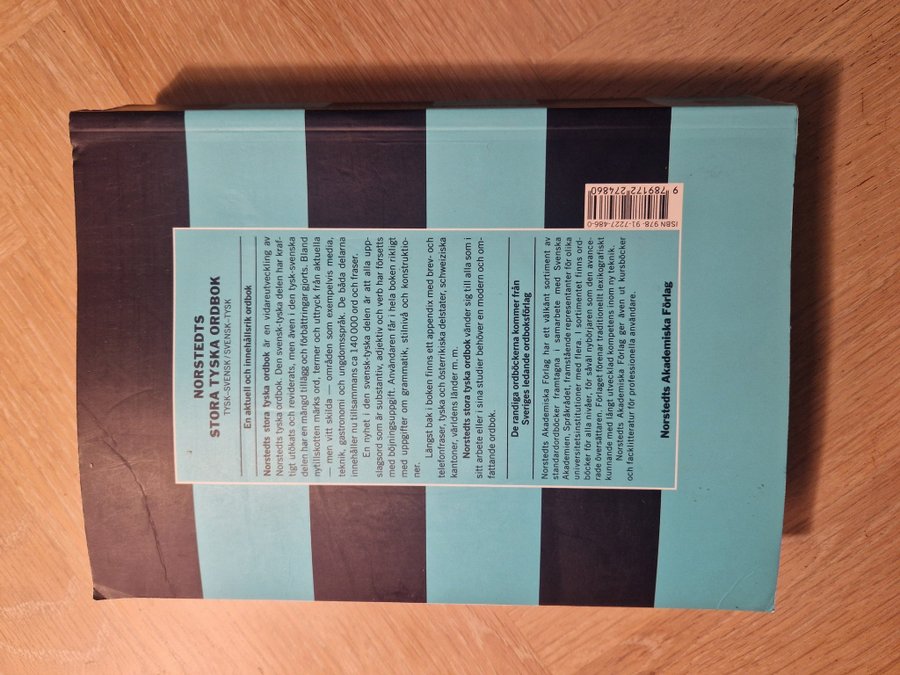 NORSTEDTS
STORA TYSKA ORDBOK
TYSK-SVENSK / SVENSK-TYSK
En aktuell och innehållsrik ordbok
Norstedts stora tyska ordbok är en vidareutveckling av
Norstedts tyska ordbok. Den svensk-tyska delen har kraf-
tigt utökats och reviderats, men även i den tysk-svenska
delen har en mängd tillägg och förbättringar gjorts. Bland
nytillskotten märks ord, termer och uttryck från aktuella
— men vitt skilda — områden som exempelvis media,
teknik, gastronomi och ungdomsspråk. De båda delarna
innehåller nu tillsammans ca 140 000 ord och fraser.
En nyhet i den svensk-tyska delen är att alla upp-
slagsord som är substantiv, adjektiv och verb har försetts
med böjningsuppgift. Användaren får i hela boken rikligt
med uppgifter om grammatik, stilnivå och konstruktio-
ner.
Längst bak i boken finns ett appendix med brev- och
telefonfraser, tyska och österrikiska delstater, schweiziska
kantoner, världens länder m. m.
Norstedts stora tyska ordbok vänder sig till alla som i
sitt arbete eller i sina studier behöver en modern och om-
fattande ordbok.
De randiga ordböckerna kommer från
Sveriges ledande ordboksförlag
Norstedts Akademiska Förlag har ett välkänt sortiment av
standardordböcker framtagna i samarbete med Svenska
Akademien, Språkrådet, framstående representanter för olika
universitetsinstitutioner med flera. I sortimentet finns ord-
böcker för alla nivåer, för såväl nybörjaren som den avance-
rade översättaren. Förlaget förenar traditionellt lexikografiskt
kunnande med långt utvecklad kompetens inom ny teknik.
Norstedts Akademiska Förlag ger även ut kursböcker
och facklitteratur för professionella användare.
Norstedts Akademiska Förlag
ISBN 978-91-7227-486-0
9 789172 274860